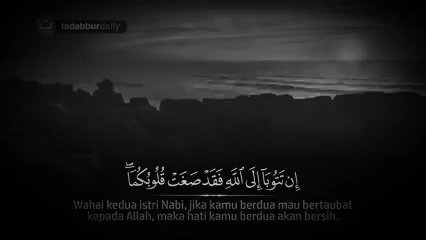 tadabburdaily
إِن تَتُوبَآ إِلَى ٱللَّهِ فَقَدْ صَغَتْ قُلُوبُكُمَا ۖ
Wahai kedua istri Nabi, jika kamu berdua mau bertaubat
kepada Allah, maka hati kamu berdua akan bersih.